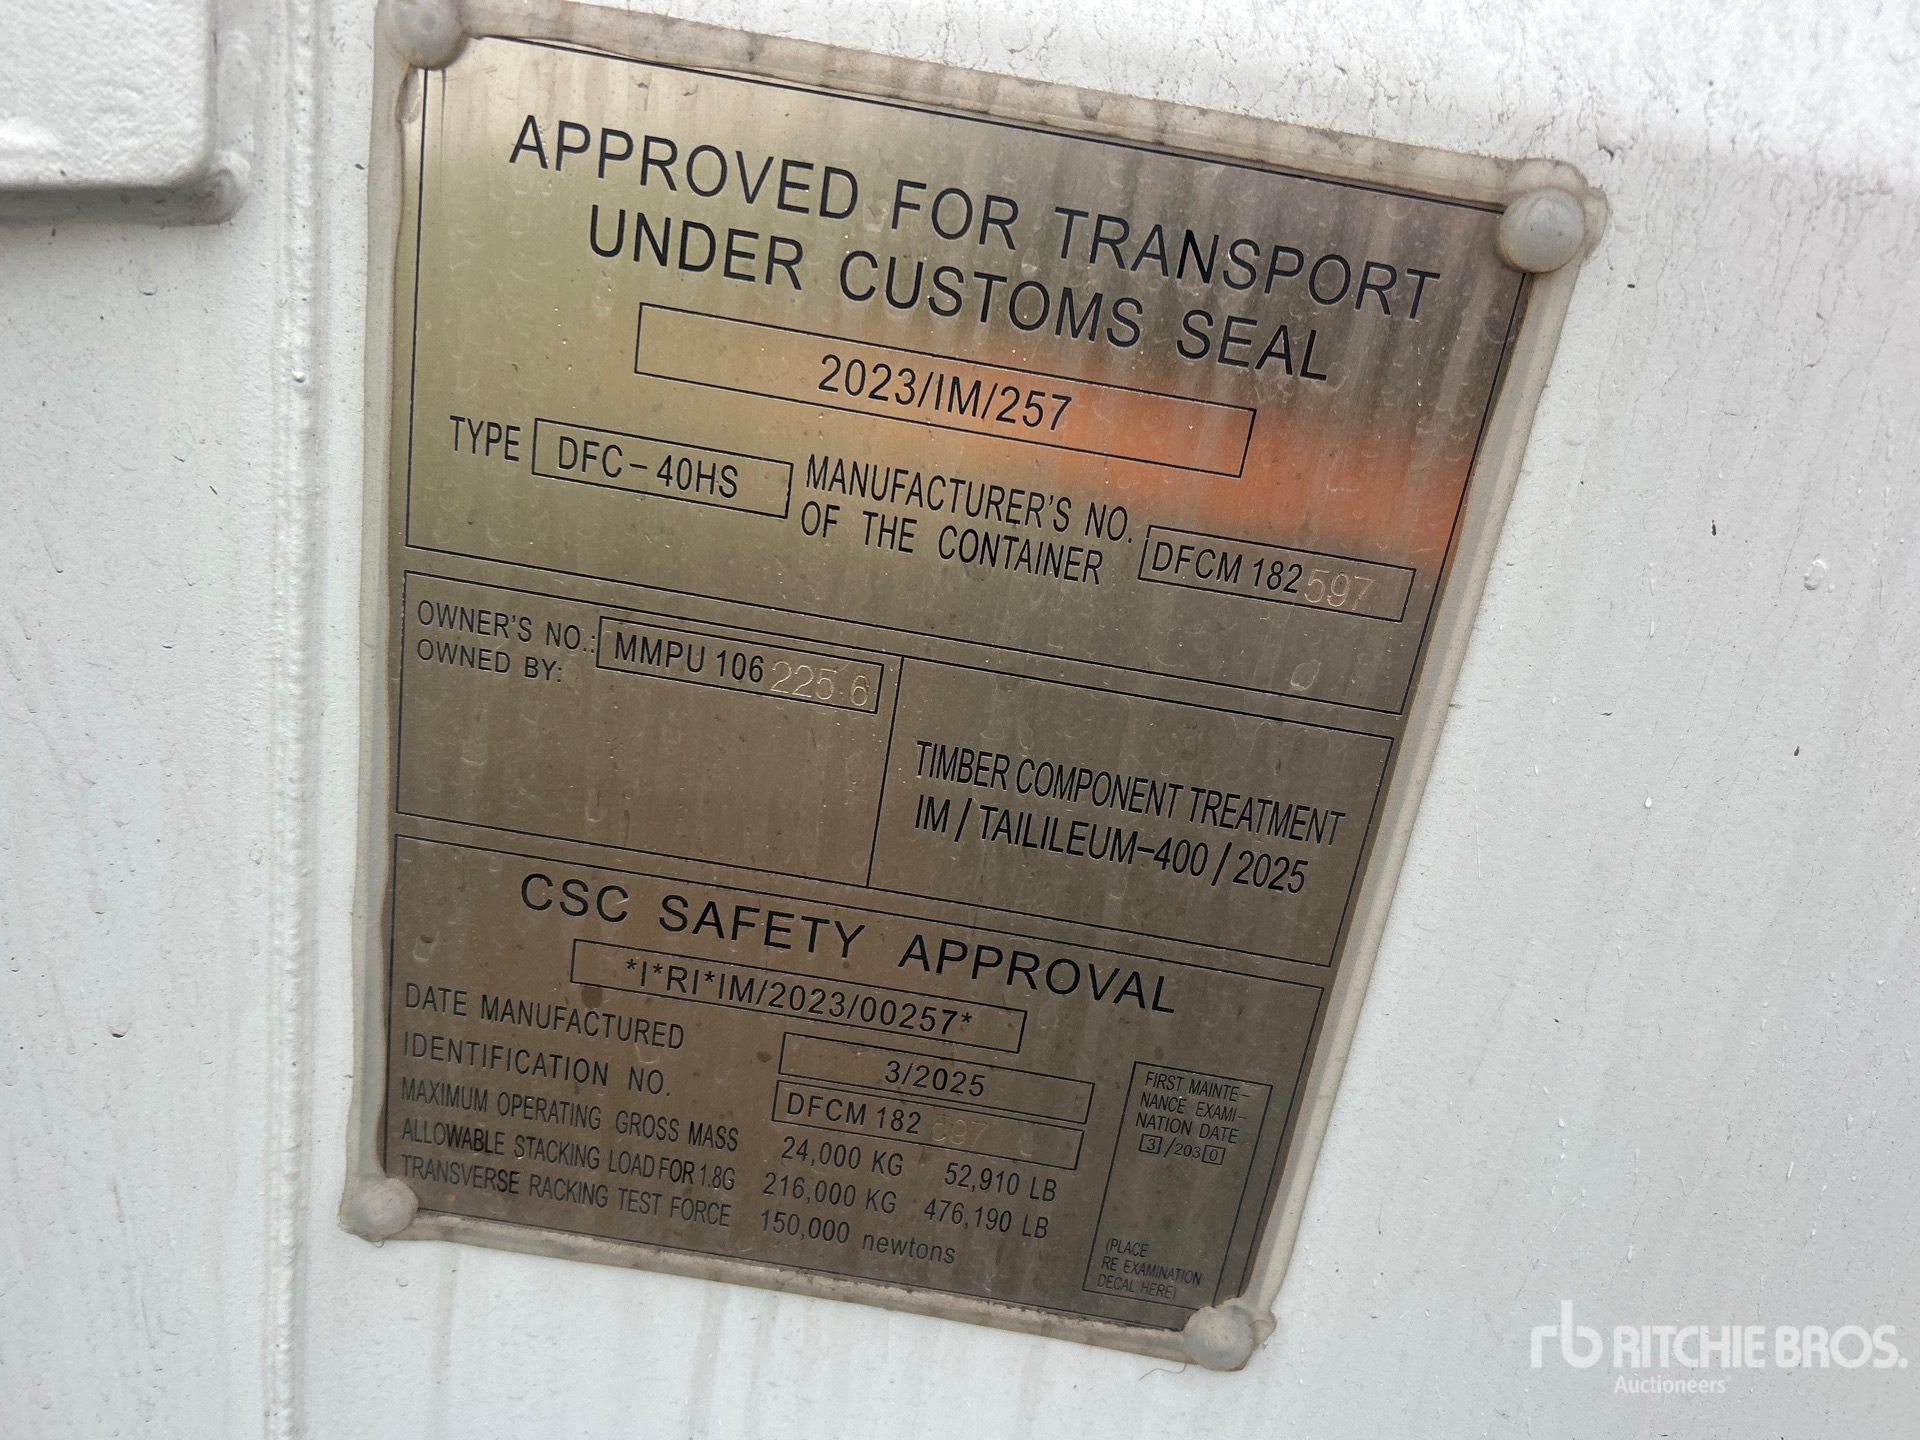 APPROVED FOR TRANSPORT
UNDER CUSTOMS SEAL
2023/IM/257
TYPE DFC-40HS MANUFACTURER'S NO. OF THE CONTAINER DFCM 182597
OWNER'S NO.: MMPU 106225 6
OWNED BY:
TIMBER COMPONENT TREATMENT
IM / TAILILEUM-400 / 2025
CSC SAFETY APPROVAL
*I*RI*IM/2023/00257*
DATE MANUFACTURED 3/2025
IDENTIFICATION NO. DFCM 182597
MAXIMUM OPERATING GROSS MASS 24,000 KG 52,910 LB
ALLOWABLE STACKING LOAD FOR 1.8G 216,000 KG 476,190 LB
TRANSVERSE RACKING TEST FORCE 150,000 newtons
FIRST MAINTE-
NANCE EXAMI-
NATION DATE
3/2030
(PLACE
RE EXAMINATION
DECAL HERE)
rb RITCHIE BROS.
Auctioneers